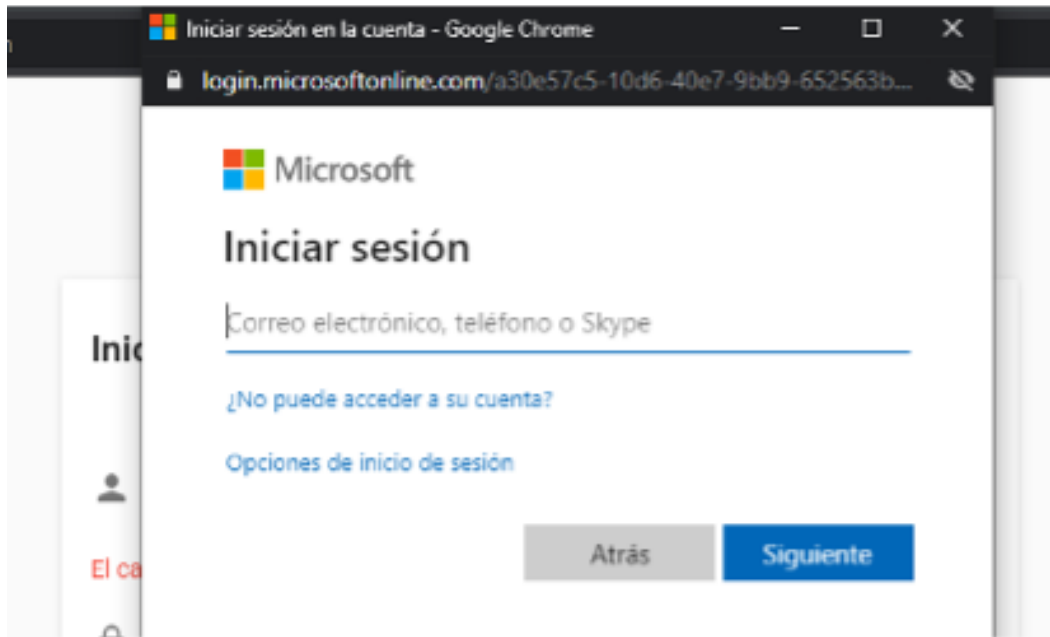 Iniciar sesión en la cuenta - Google Chrome
login.microsoftonline.com/a30e57c5-10d6-40e7-9bb9-652563b...
Microsoft
Iniciar sesión
Correo electrónico, teléfono o Skype
Inic
¿No puede acceder a su cuenta?
Opciones de inicio de sesión
Atrás
Siguiente
El ca